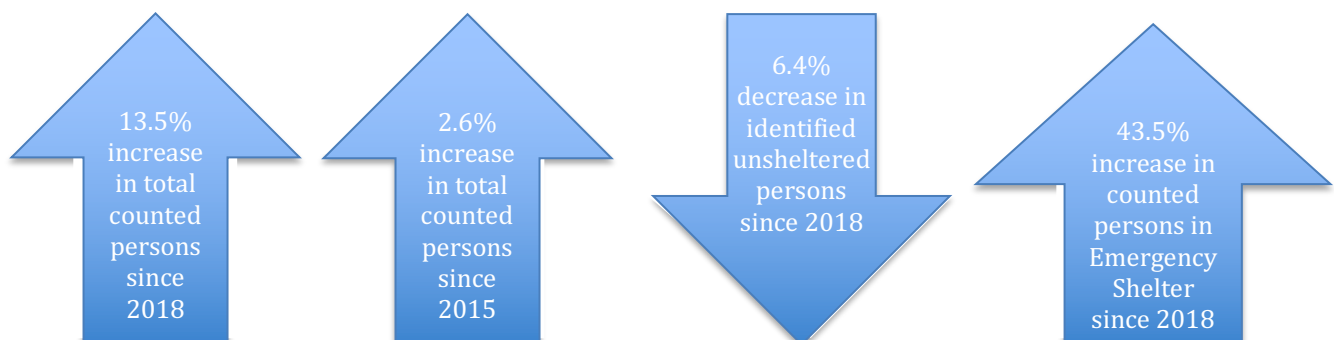 13.5%
increase
in total
counted
persons
since
2018
2.6%
increase
in total
counted
persons
since
2015
6.4%
decrease in
identified
unsheltered
persons
since 2018
43.5%
increase in
counted
persons in
Emergency
Shelter
since 2018